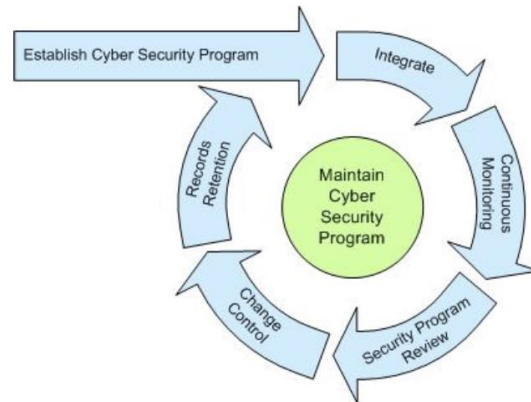 Establish Cyber Security Program
Integrate
Continuous
Monitoring
Security Program
Review
Change
Control
Records
Retention
Maintain
Cyber
Security
Program